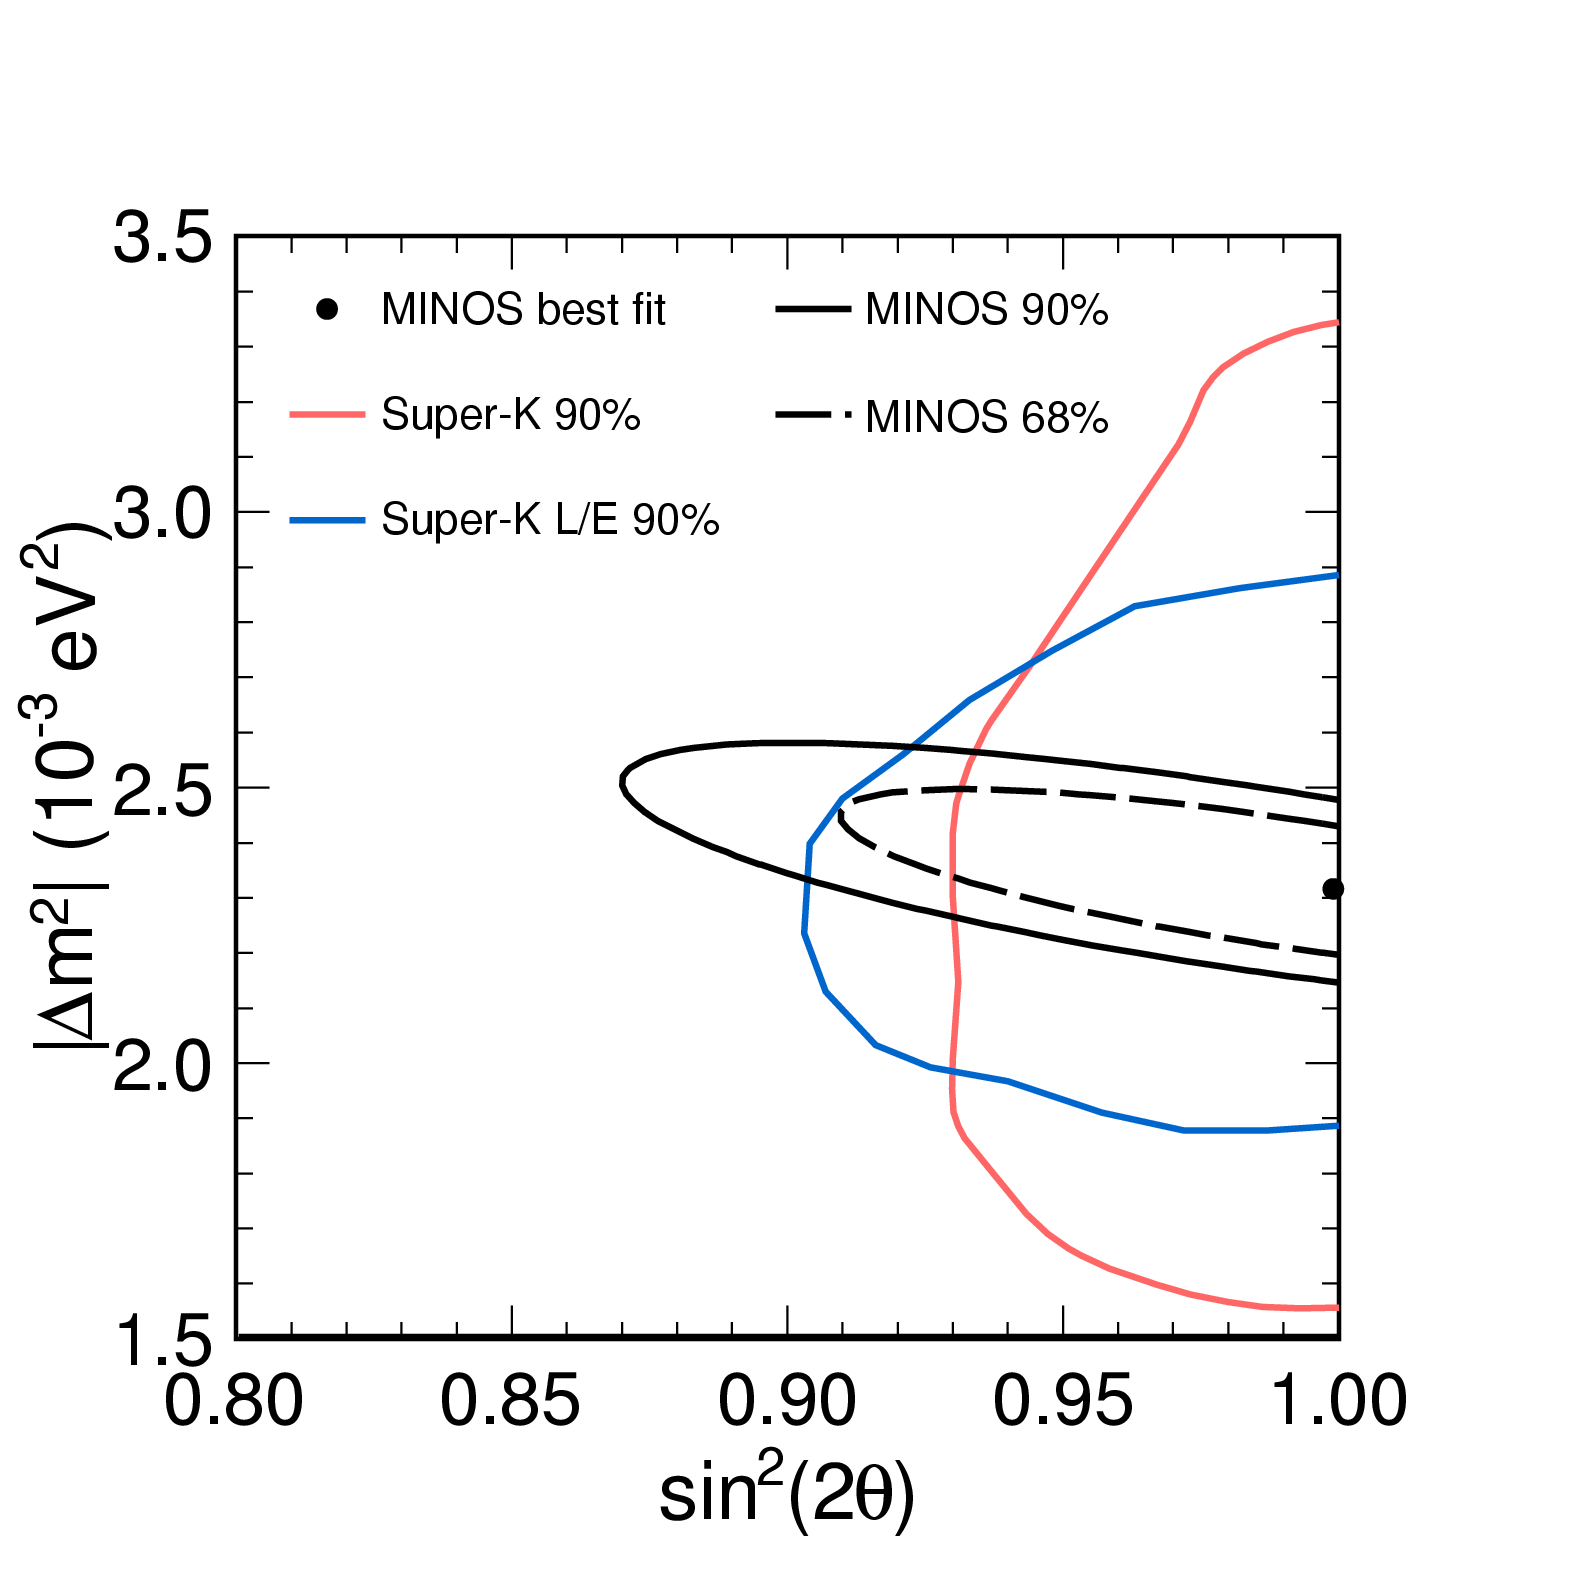 3.5
MINOS best fit
MINOS 90%
Super-K 90%
MINOS 68%
Super-K L/E 90%
3.0
2.5
2.0
1.5
|Δm²| (10⁻³ eV²)
0.80 0.85 0.90 0.95 1.00
sin²(2θ)